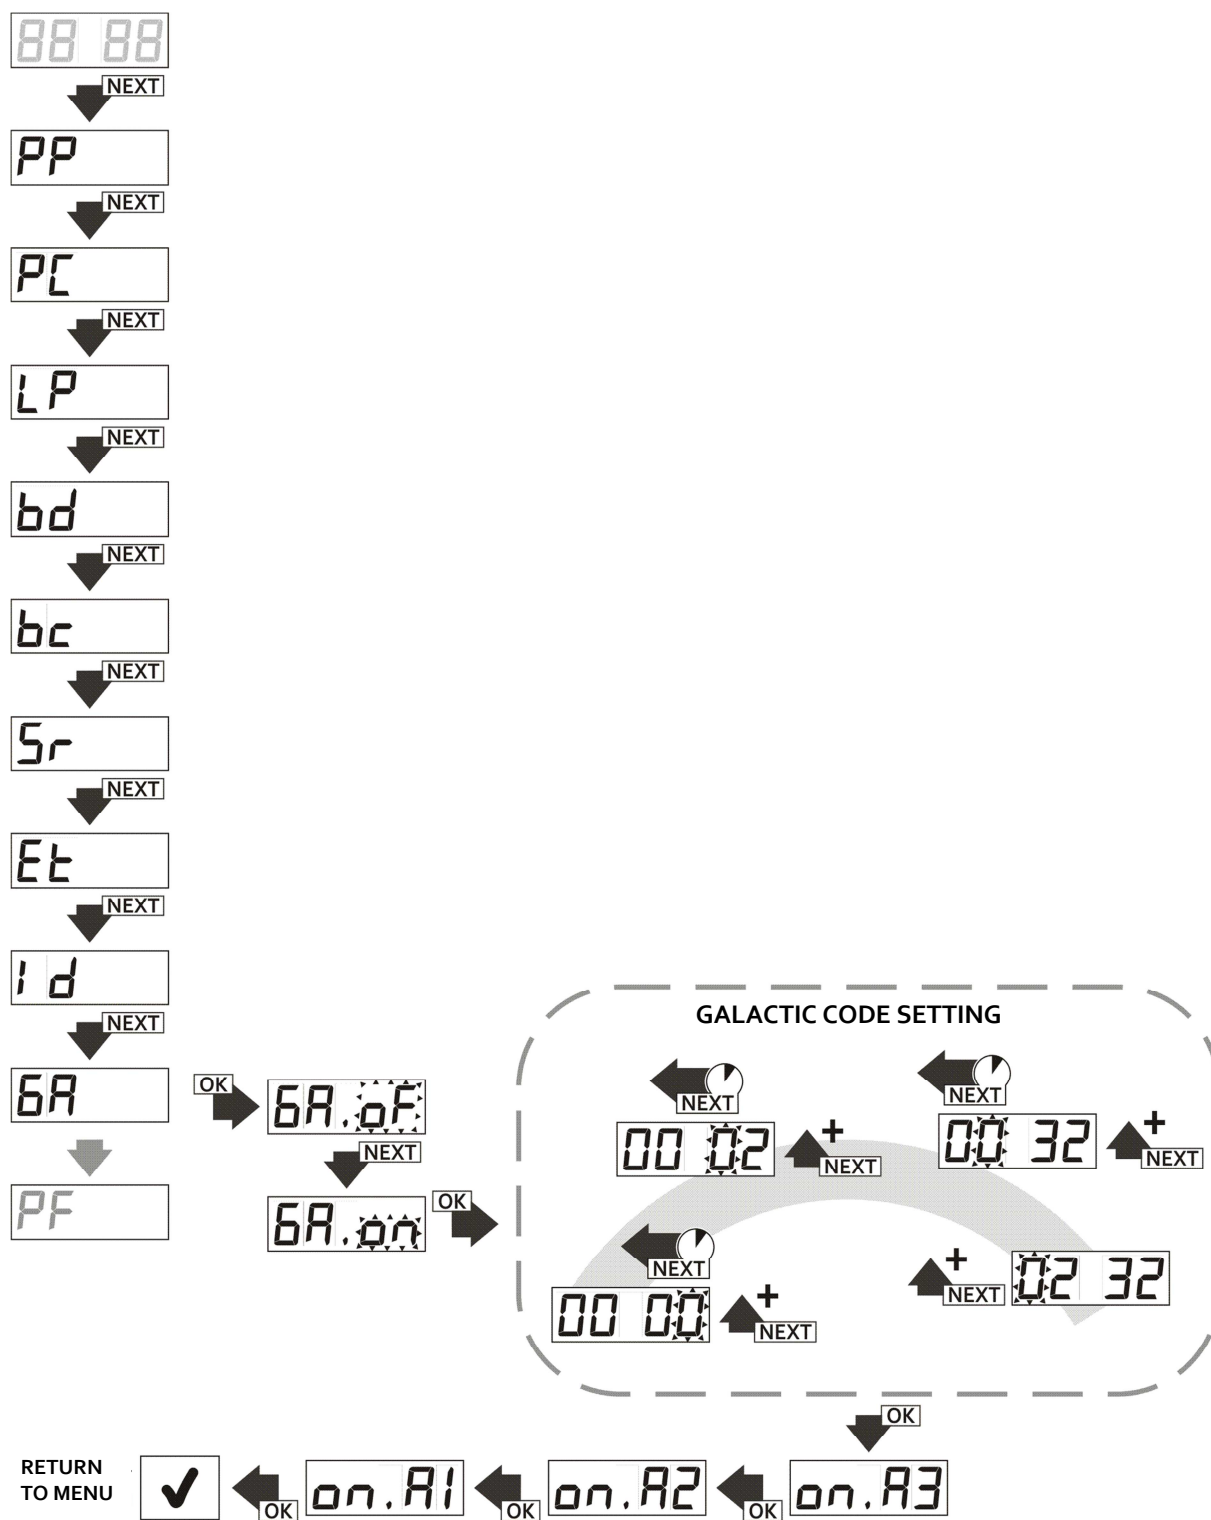 88 88
NEXT
PP
NEXT
PC
NEXT
LP
NEXT
bd
NEXT
bc
NEXT
Sr
NEXT
Et
NEXT
Id
NEXT
GA
OK
GA.oF
NEXT
GA.on
OK
PF
GALACTIC CODE SETTING
NEXT
00 02
+
NEXT
NEXT
00 32
+
NEXT
NEXT
00 00
+
NEXT
+
NEXT
02 32
OK
RETURN
TO MENU
✓
OK
on.A1
OK
on.A2
OK
on.A3